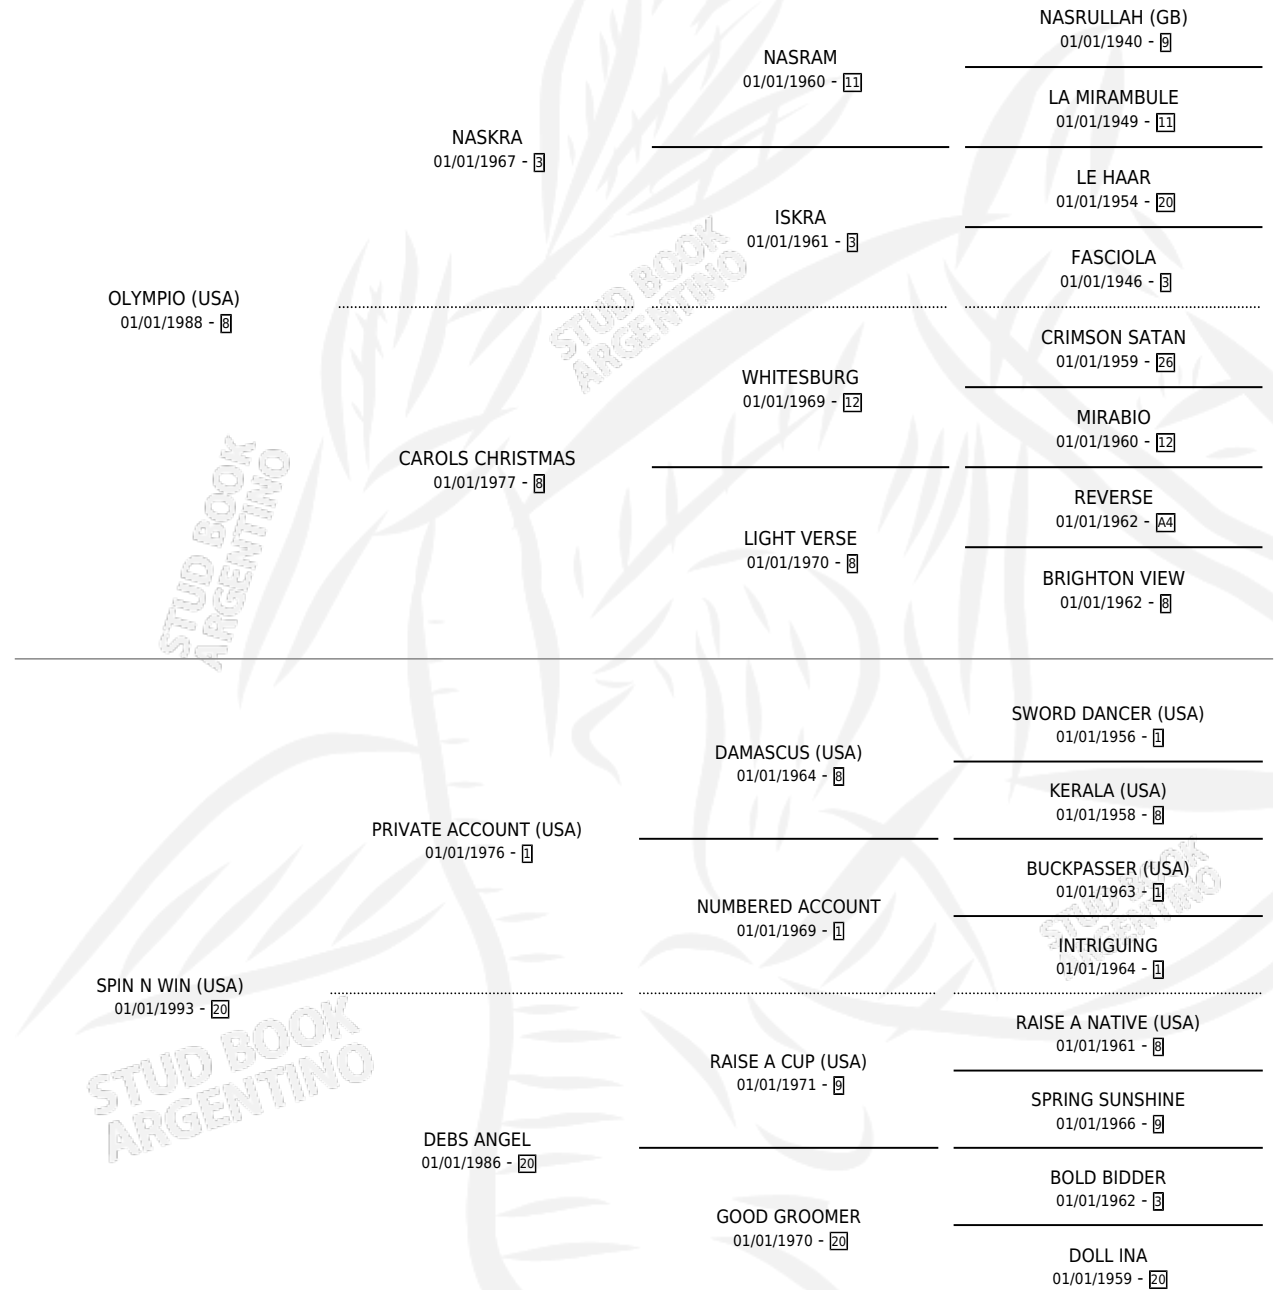 NASRULLAH (GB)
01/01/1940 - 9
NASRAM
01/01/1960 - 11
LA MIRAMBULE
01/01/1949 - 11
NASKRA
01/01/1967 - 3
LE HAAR
01/01/1954 - 20
ISKRA
01/01/1961 - 3
FASCIOLA
01/01/1946 - 3
OLYMPIO (USA)
01/01/1988 - 8
CRIMSON SATAN
01/01/1959 - 26
WHITESBURG
01/01/1969 - 12
MIRABIO
01/01/1960 - 12
CAROLS CHRISTMAS
01/01/1977 - 8
REVERSE
01/01/1962 - A4
LIGHT VERSE
01/01/1970 - 8
BRIGHTON VIEW
01/01/1962 - 8
SWORD DANCER (USA)
01/01/1956 - 1
DAMASCUS (USA)
01/01/1964 - 8
KERALA (USA)
01/01/1958 - 8
PRIVATE ACCOUNT (USA)
01/01/1976 - 1
BUCKPASSER (USA)
01/01/1963 - 1
NUMBERED ACCOUNT
01/01/1969 - 1
INTRIGUING
01/01/1964 - 1
SPIN N WIN (USA)
01/01/1993 - 20
RAISE A NATIVE (USA)
01/01/1961 - 8
RAISE A CUP (USA)
01/01/1971 - 9
SPRING SUNSHINE
01/01/1966 - 9
DEBS ANGEL
01/01/1986 - 20
BOLD BIDDER
01/01/1962 - 3
GOOD GROOMER
01/01/1970 - 20
DOLL INA
01/01/1959 - 20
STUD BOOK
ARGENTINO
STUD BOOK
ARGENTINO
STUD BOOK
ARGENTINO
STUD BOOK
ARGENTINO